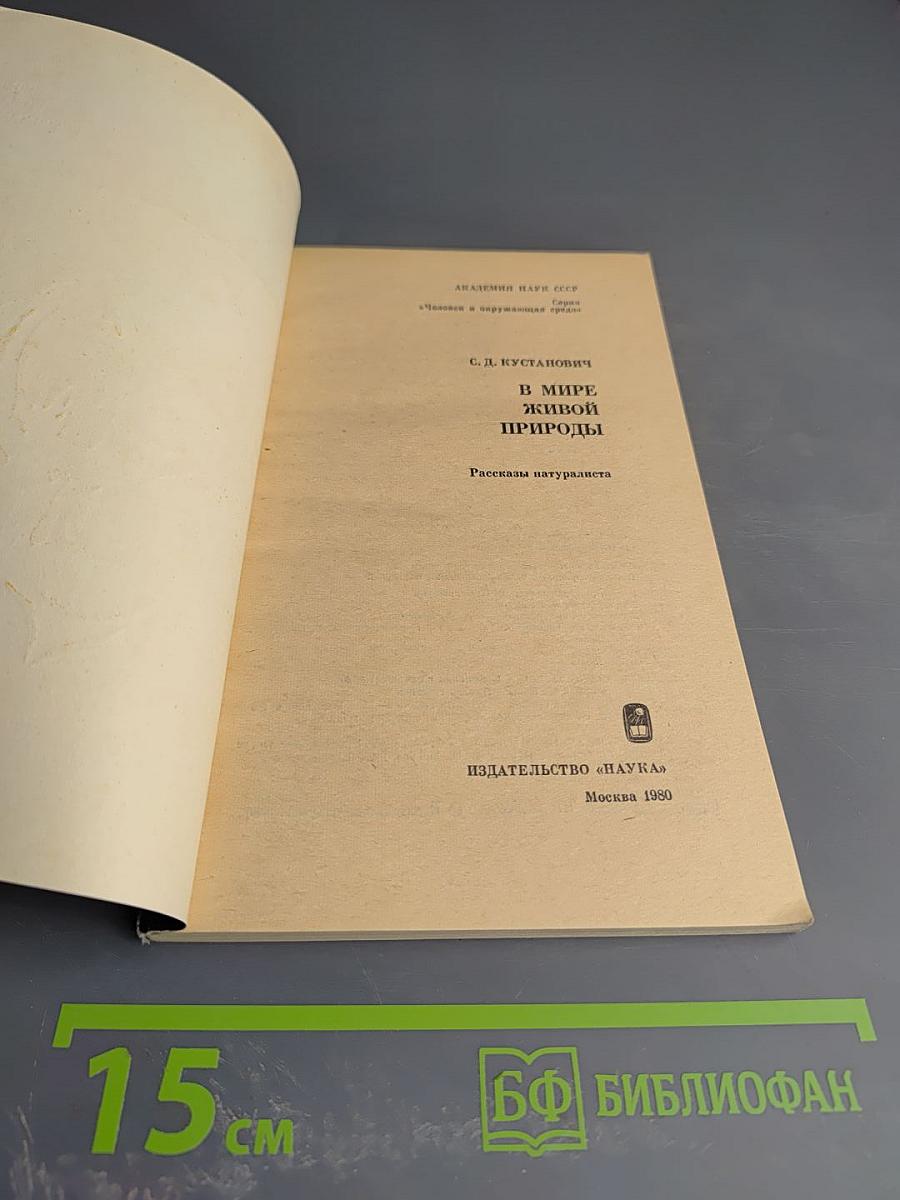 АКАДЕМИЯ НАУК СССР
Серия
«Человек и окружающая среда»
С. Д. КУСТАНОВИЧ
В МИРЕ
ЖИВОЙ
ПРИРОДЫ
Рассказы натуралиста
ИЗДАТЕЛЬСТВО «НАУКА»
Москва 1980
15 см
БФ БИБЛИОФАН